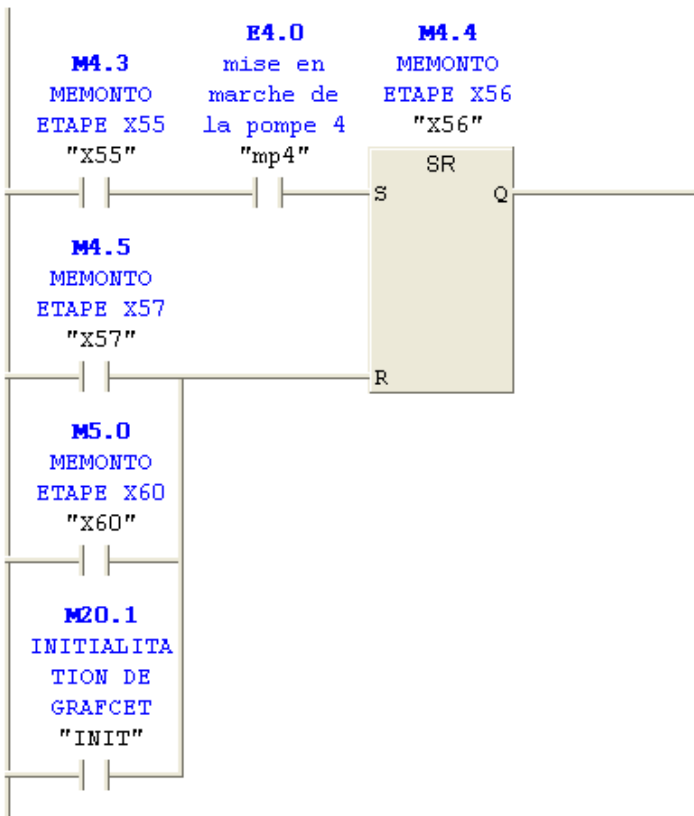 M4.3
MEMONTO
ETAPE X55
"X55"
E4.0
mise en
marche de
la pompe 4
"mp4"
M4.4
MEMONTO
ETAPE X56
"X56"
SR
S
Q
M4.5
MEMONTO
ETAPE X57
"X57"
R
M5.0
MEMONTO
ETAPE X60
"X60"
M20.1
INITIALITA
TION DE
GRAFCET
"INIT"